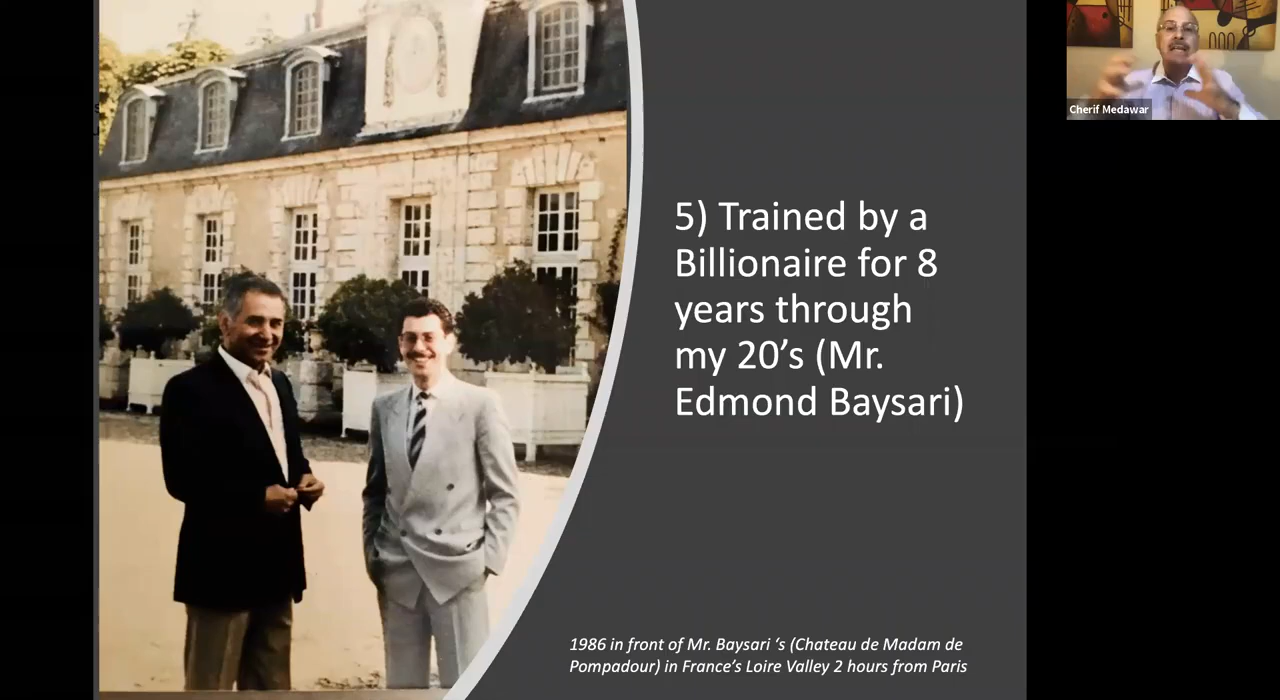 5) Trained by a
Billionaire for 8
years through
my 20’s (Mr.
Edmond Baysari)
1986 in front of Mr. Baysari ‘s (Chateau de Madam de
Pompadour) in France’s Loire Valley 2 hours from Paris
Cherif Medawar